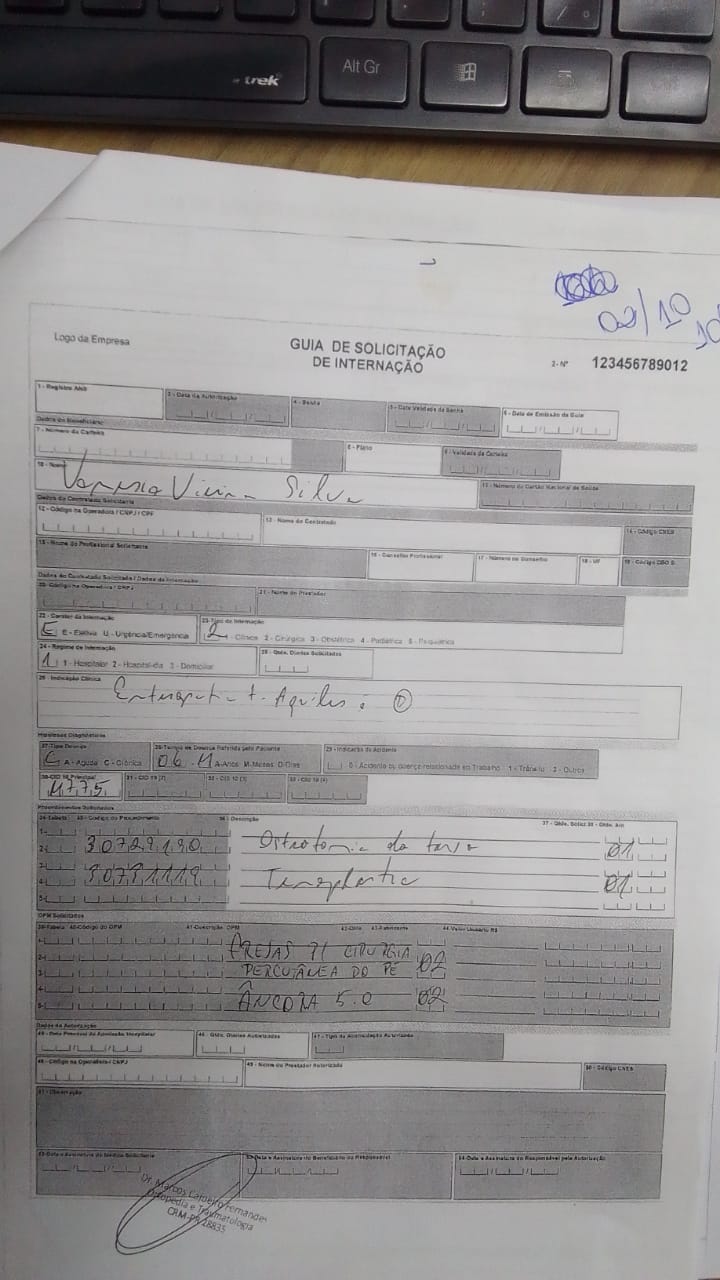 trek
Alt Gr
02/10
Logo da Empresa
GUIA DE SOLICITAÇÃO
DE INTERNAÇÃO
2- Nº 123456789012
1 - Registro ANS
3 - Data da Autorização
4 - Senha
5 - Data Validade da Senha
6 - Data de Emissão da Guia
Dados do Beneficiário
7 - Número da Carteira
8 - Plano
9 - Validade da Carteira
10 - Nome
11 - Número do Cartão Nacional de Saúde
Vanessa Vieira Silva
Dados do Contratado Solicitante
12 - Código na Operadora / CNPJ / CPF
13 - Nome do Contratado
14 - Código CNES
15 - Nome do Profissional Solicitante
16 - Conselho Profissional
17 - Número no Conselho
18 - UF
19 - Código CBO S
Dados do Contratado Solicitado / Dados da Internação
20 - Código na Operadora / CNPJ
21 - Nome do Prestador
22 - Caráter da Internação
E E - Eletiva U - Urgência/Emergência
23 - Tipo de Internação
2 1 - Clínica 2 - Cirúrgica 3 - Obstétrica 4 - Pediátrica 5 - Psiquiátrica
24 - Regime de Internação
1 1 - Hospitalar 2 - Hospital-dia 3 - Domiciliar
25 - Qtde. Diárias Solicitadas
26 - Indicação Clínica
t. Aquiles
Hipóteses Diagnósticas
27-Tipo Doença
C A - Aguda C - Crônica
28-Tempo de Doença Referida pelo Paciente
06 - M A-Anos M-Meses D-Dias
29 - Indicação de Acidente
0 - Acidente ou doença relacionada ao Trabalho 1 - Trânsito 2 - Outros
30-CID 10 Principal
M775
31 - CID 10 (2)
32 - CID 10 (3)
33 - CID 10 (4)
Procedimentos Solicitados
34-Tabela 35-Código do Procedimento
36 - Descrição
37 - Qtde. Solict 38 - Qtde. Aut
1-
2- 30729190 Osteotomia do tarso 01
3-
4- 30731119 Tenoplastia 01
5-
OPM Solicitados
39-Tabela 40-Código do OPM
41-Descrição OPM
42-Qtde
43-Fabricante
44-Valor Unitário R$
1-
2- FRESAS P/ CIRURGIA
3- PERCUTÂNEA DO PÉ 02
4-
5- ÂNCORA 5.0 02
Dados da Autorização
45 - Data Provável da Admissão Hospitalar
46 - Qtde. Diárias Autorizadas
47 - Tipo da Acomodação Autorizada
48 - Código na Operadora / CNPJ
49 - Nome do Prestador Autorizado
50 - Código CNES
51 - Observação
52-Data e Assinatura do Médico Solicitante
53-Data e Assinatura do Beneficiário ou Responsável
54-Data e Assinatura do Responsável pela Autorização
Dr. Marcos Fernandes
Ortopedia e Traumatologia
CRM-PR 18835